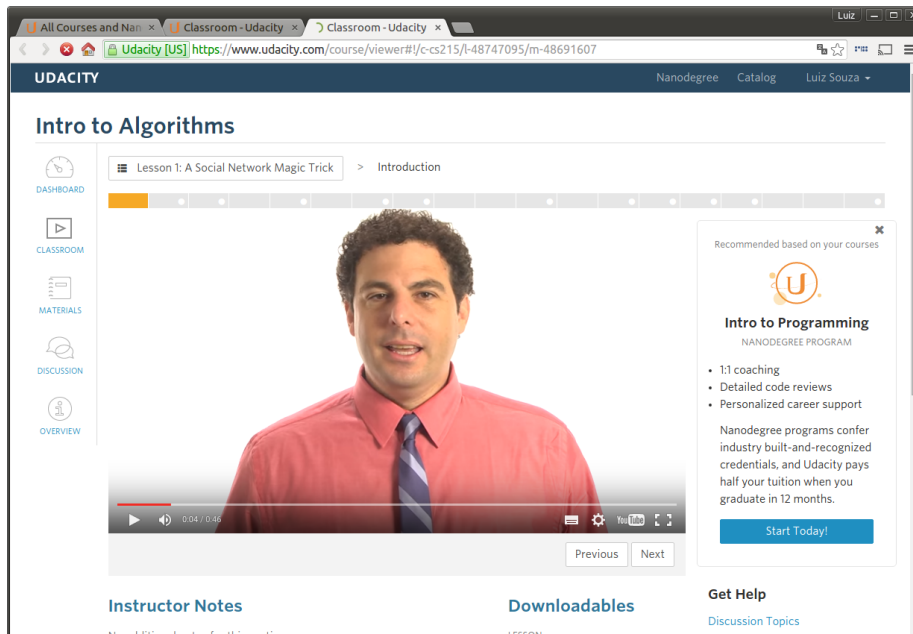 Luiz
All Courses and Nan
Classroom - Udacity
Classroom - Udacity
Udacity [US] https://www.udacity.com/course/viewer#!/c-cs215/l-48747095/m-48691607
UDACITY
Nanodegree Catalog Luiz Souza
Intro to Algorithms
Lesson 1: A Social Network Magic Trick > Introduction
DASHBOARD
CLASSROOM
MATERIALS
DISCUSSION
OVERVIEW
0:04 / 0:46
YouTube
Previous Next
Recommended based on your courses
U
Intro to Programming
NANODEGREE PROGRAM
• 1:1 coaching
• Detailed code reviews
• Personalized career support
Nanodegree programs confer
industry built-and-recognized
credentials, and Udacity pays
half your tuition when you
graduate in 12 months.
Start Today!
Instructor Notes
Downloadables
Get Help
Discussion Topics
LESSON